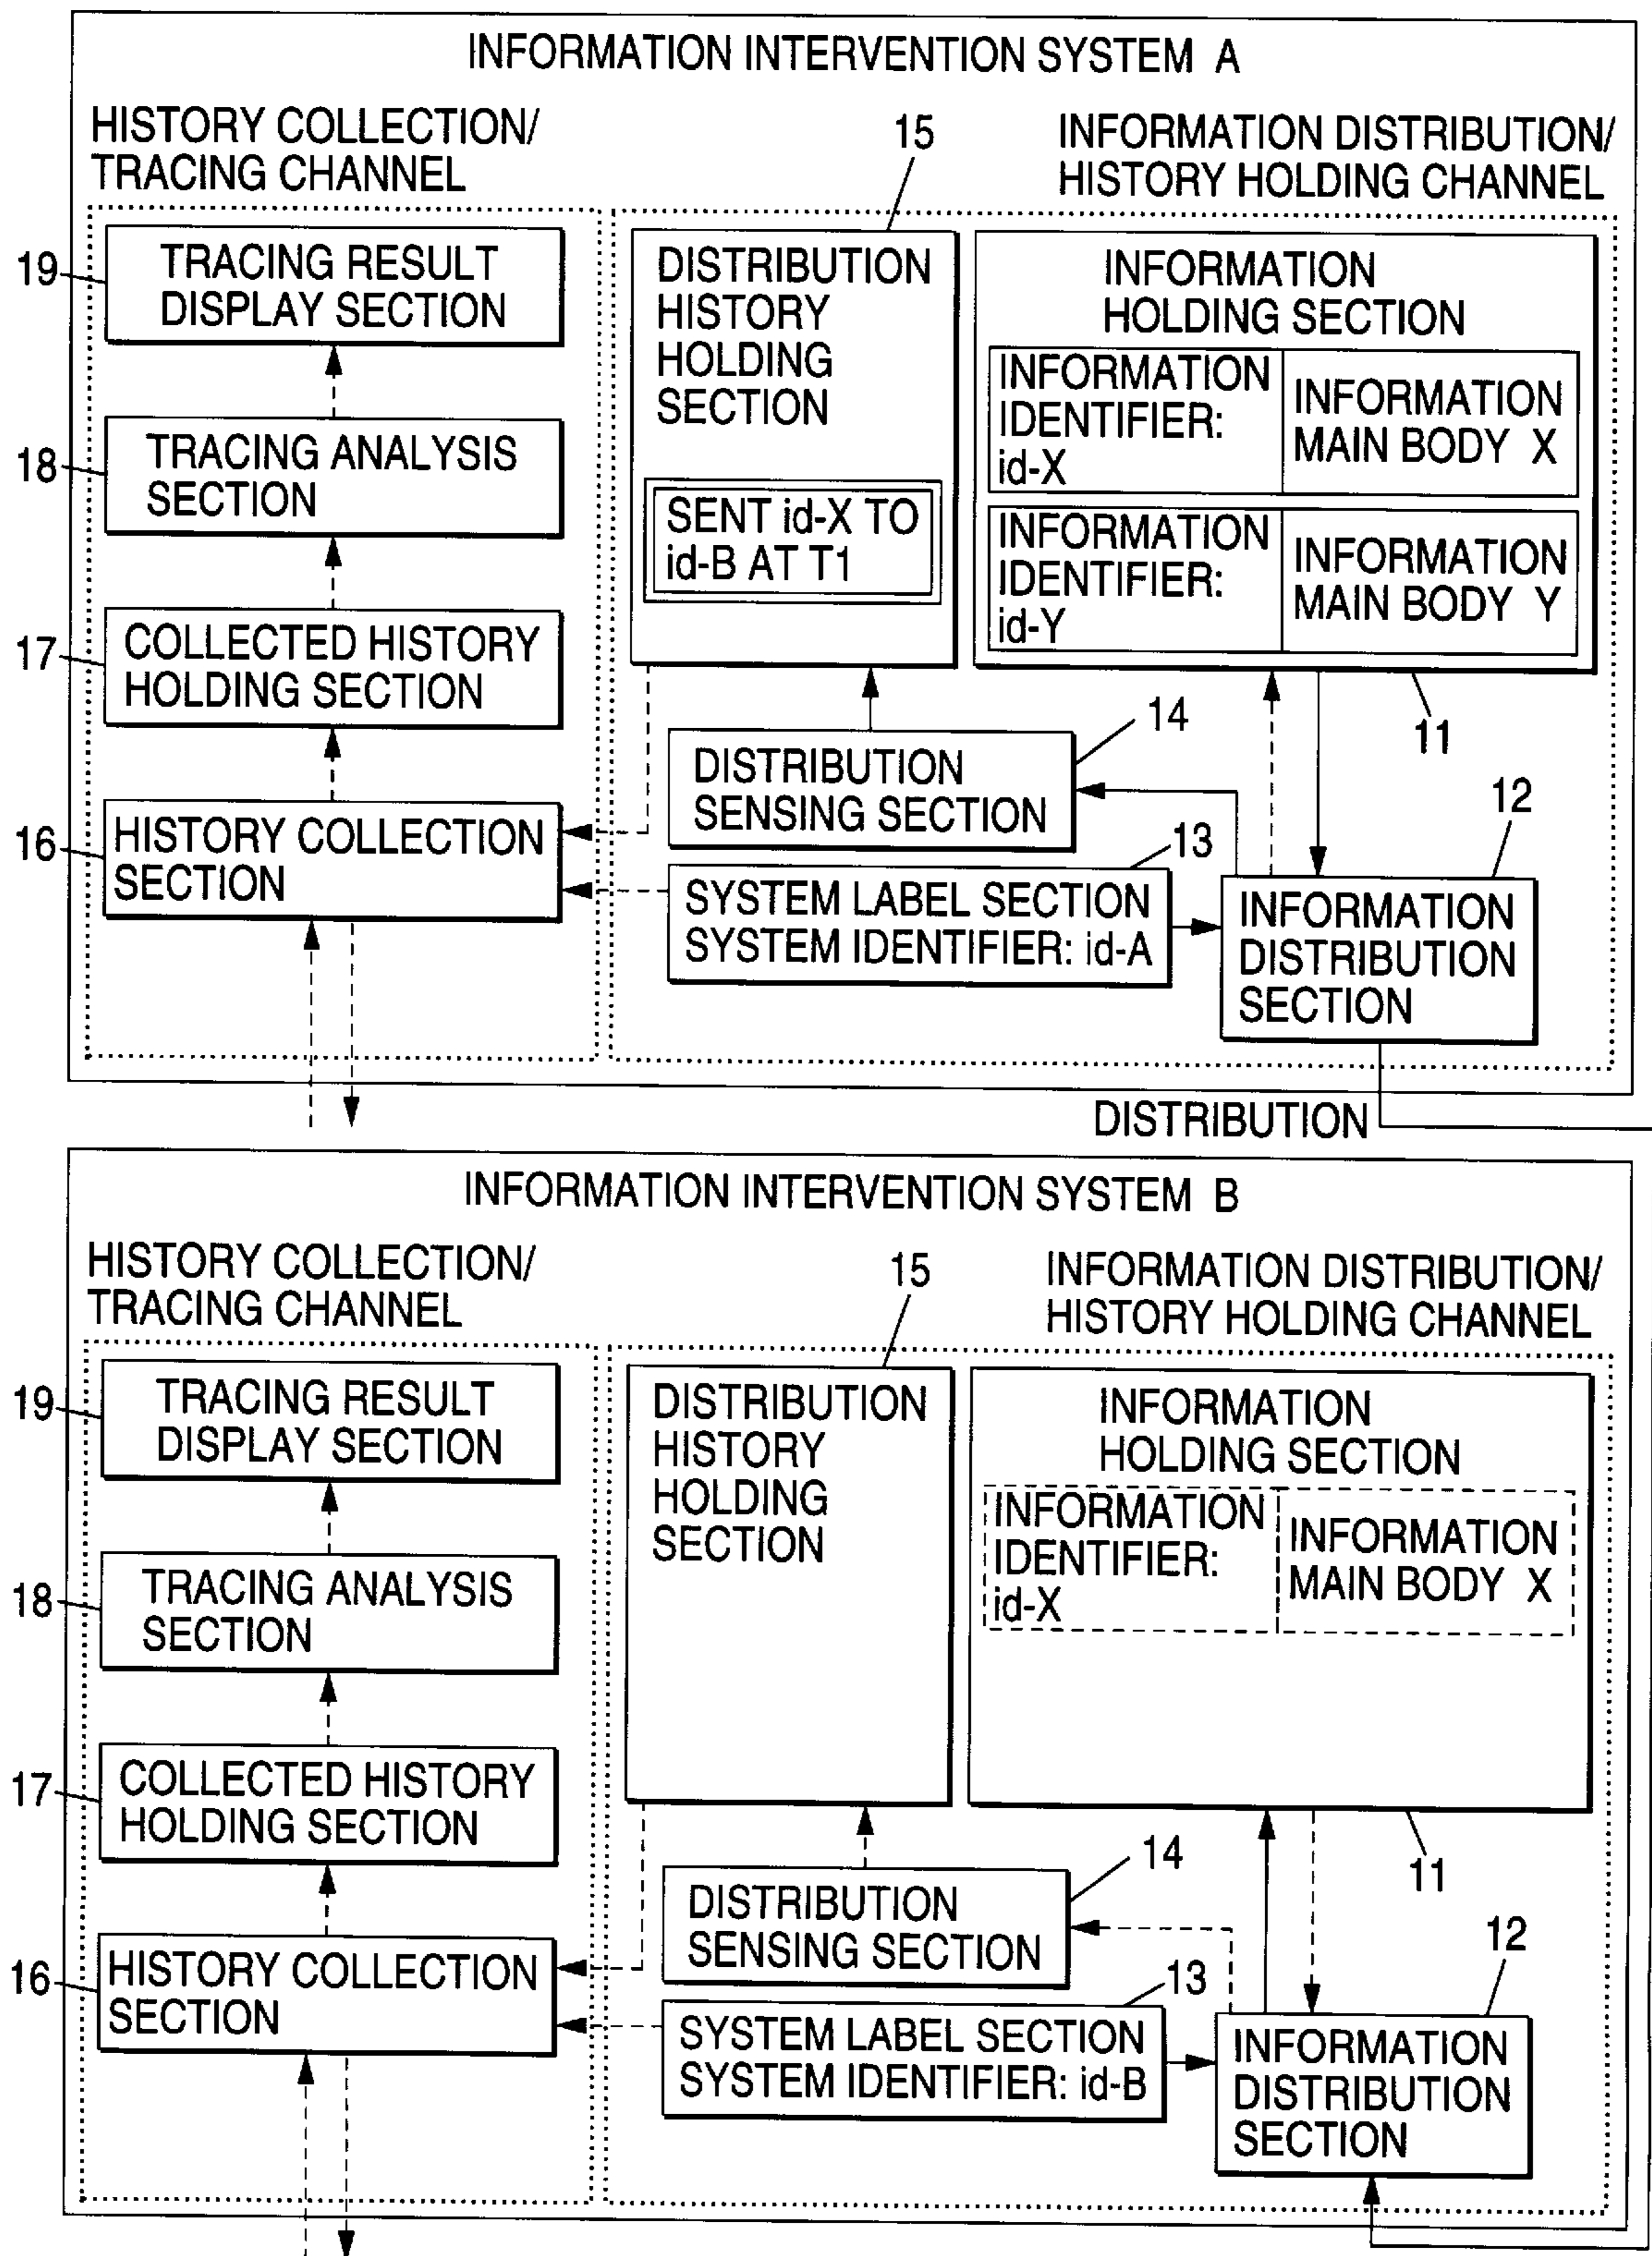 INFORMATION INTERVENTION SYSTEM A
HISTORY COLLECTION/
TRACING CHANNEL
15
INFORMATION DISTRIBUTION/
HISTORY HOLDING CHANNEL
19
TRACING RESULT
DISPLAY SECTION
18
TRACING ANALYSIS
SECTION
17
COLLECTED HISTORY
HOLDING SECTION
16
HISTORY COLLECTION
SECTION
DISTRIBUTION
HISTORY
HOLDING
SECTION
SENT id-X TO
id-B AT T1
INFORMATION
HOLDING SECTION
INFORMATION
IDENTIFIER:
id-X
INFORMATION
MAIN BODY X
INFORMATION
IDENTIFIER:
id-Y
INFORMATION
MAIN BODY Y
11
14
DISTRIBUTION
SENSING SECTION
13
SYSTEM LABEL SECTION
SYSTEM IDENTIFIER: id-A
12
INFORMATION
DISTRIBUTION
SECTION
DISTRIBUTION
INFORMATION INTERVENTION SYSTEM B
HISTORY COLLECTION/
TRACING CHANNEL
15
INFORMATION DISTRIBUTION/
HISTORY HOLDING CHANNEL
19
TRACING RESULT
DISPLAY SECTION
18
TRACING ANALYSIS
SECTION
17
COLLECTED HISTORY
HOLDING SECTION
16
HISTORY COLLECTION
SECTION
DISTRIBUTION
HISTORY
HOLDING
SECTION
INFORMATION
HOLDING SECTION
INFORMATION
IDENTIFIER:
id-X
INFORMATION
MAIN BODY X
11
14
DISTRIBUTION
SENSING SECTION
13
SYSTEM LABEL SECTION
SYSTEM IDENTIFIER: id-B
12
INFORMATION
DISTRIBUTION
SECTION